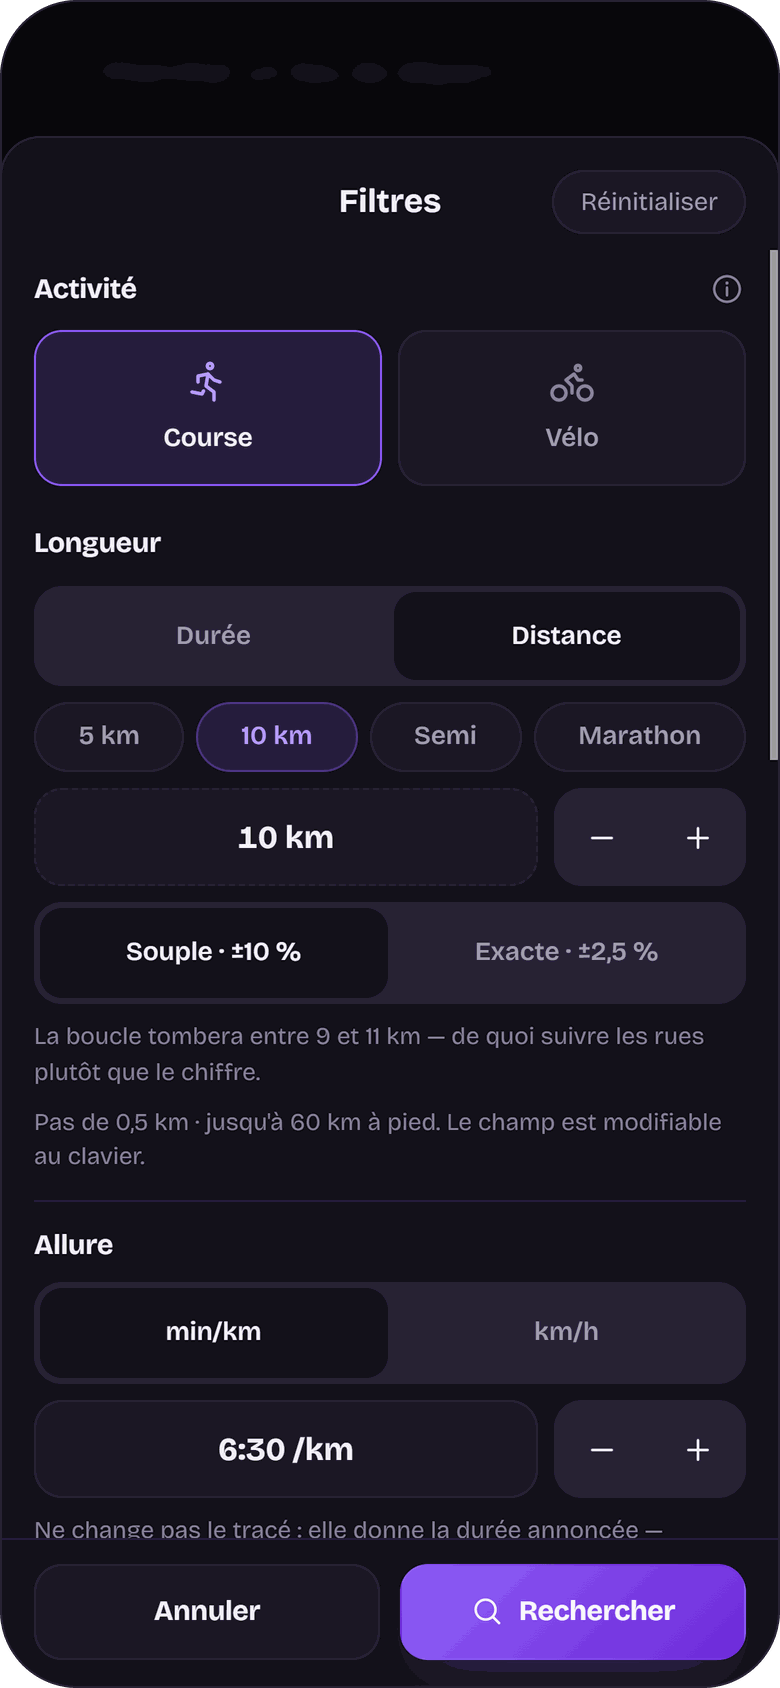 Filtres
Réinitialiser
Activité
Course
Vélo
Longueur
Durée
Distance
5 km
10 km
Semi
Marathon
10 km
Souple · ±10 %
Exacte · ±2,5 %
La boucle tombera entre 9 et 11 km — de quoi suivre les rues
plutôt que le chiffre.
Pas de 0,5 km · jusqu'à 60 km à pied. Le champ est modifiable
au clavier.
Allure
min/km
km/h
6:30 /km
Ne change pas le tracé : elle donne la durée annoncée —
Annuler
Rechercher